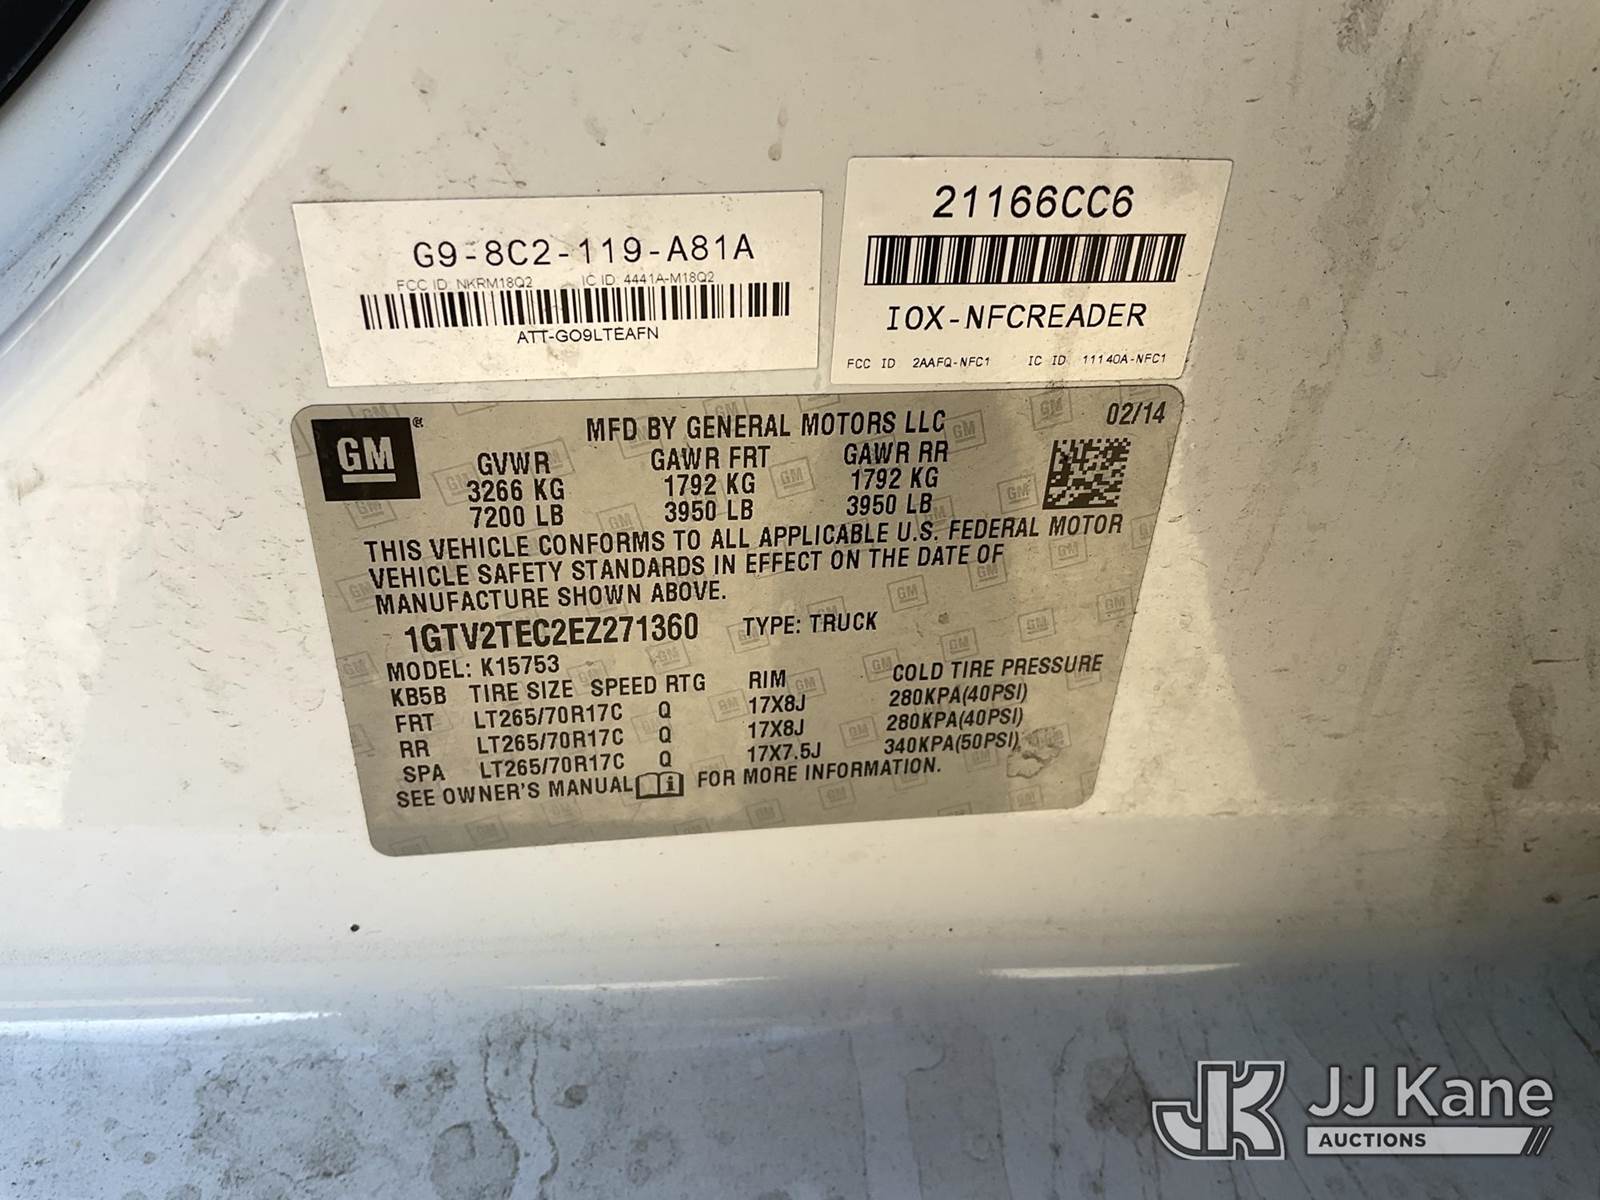 G9-8C2-119-A81A
FCC ID: NKRM18Q2 IC ID: 4441A-M18Q2
ATT-GO9LTEAFN
21166CC6
IOX-NFCREADER
FCC ID 2AAFQ-NFC1 IC ID 11140A-NFC1
GM ®
MFD BY GENERAL MOTORS LLC 02/14
GVWR GAWR FRT GAWR RR
3266 KG 1792 KG 1792 KG
7200 LB 3950 LB 3950 LB
THIS VEHICLE CONFORMS TO ALL APPLICABLE U.S. FEDERAL MOTOR
VEHICLE SAFETY STANDARDS IN EFFECT ON THE DATE OF
MANUFACTURE SHOWN ABOVE.
1GTV2TEC2EZ271360 TYPE: TRUCK
MODEL: K15753
KB5B TIRE SIZE SPEED RTG RIM COLD TIRE PRESSURE
FRT LT265/70R17C Q 17X8J 280KPA(40PSI)
RR LT265/70R17C Q 17X8J 280KPA(40PSI)
SPA LT265/70R17C Q 17X7.5J 340KPA(50PSI)
SEE OWNER'S MANUAL FOR MORE INFORMATION.
JK JJ Kane
AUCTIONS